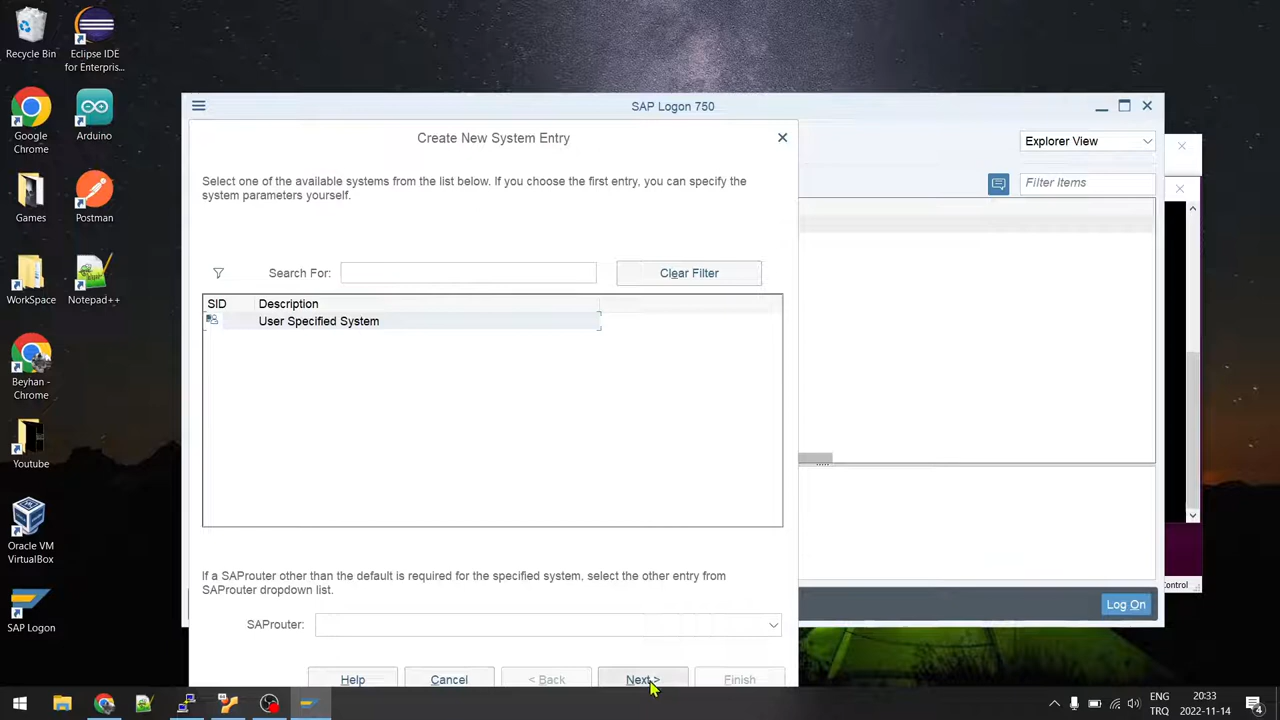 Recycle Bin
Eclipse IDE
for Enterpris...
Google
Chrome
Arduino
Games
Postman
WorkSpace
Notepad++
Beyhan -
Chrome
Youtube
Oracle VM
VirtualBox
SAP Logon
SAP Logon 750
Explorer View
Filter Items
Create New System Entry
Select one of the available systems from the list below. If you choose the first entry, you can specify the
system parameters yourself.
Search For:
Clear Filter
SID Description
User Specified System
If a SAProuter other than the default is required for the specified system, select the other entry from
SAProuter dropdown list.
SAProuter:
Help Cancel < Back Next > Finish
Control
Log On
ENG
TRQ
20:33
2022-11-14
4